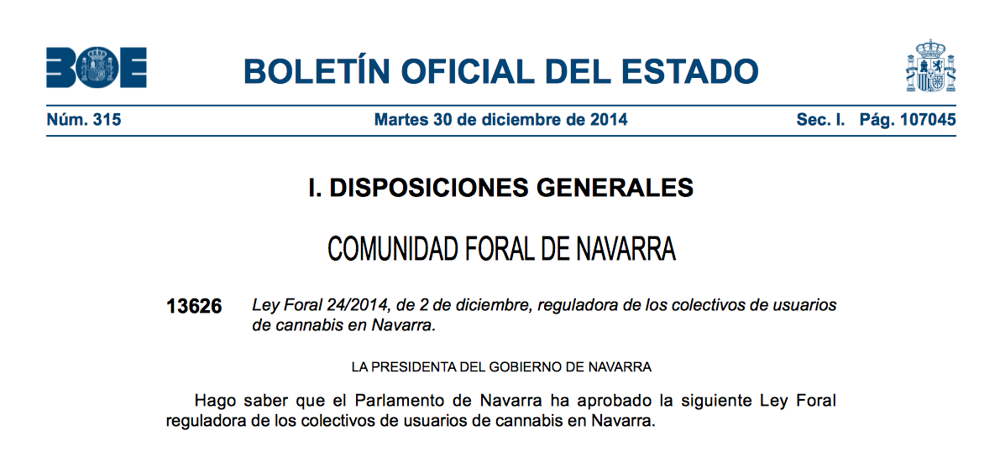 BOE
BOLETÍN OFICIAL DEL ESTADO
Núm. 315 Martes 30 de diciembre de 2014 Sec. I. Pág. 107045
I. DISPOSICIONES GENERALES
COMUNIDAD FORAL DE NAVARRA
13626 Ley Foral 24/2014, de 2 de diciembre, reguladora de los colectivos de usuarios
de cannabis en Navarra.
LA PRESIDENTA DEL GOBIERNO DE NAVARRA
Hago saber que el Parlamento de Navarra ha aprobado la siguiente Ley Foral
reguladora de los colectivos de usuarios de cannabis en Navarra.